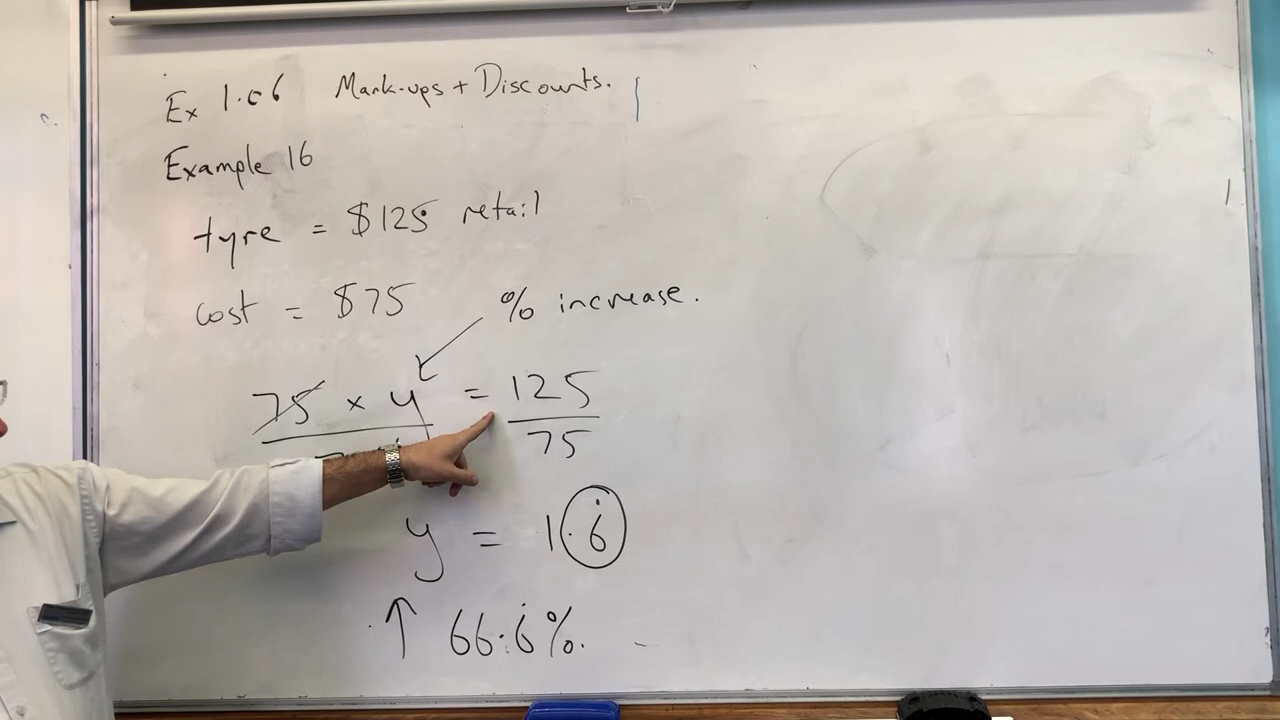 Ex 1.06 Mark-ups + Discounts.
Example 16
tyre = $125 retail
cost = $75
% increase.
75 × y = 125
75
y = 1.6̇
↑ 66.6̇%.